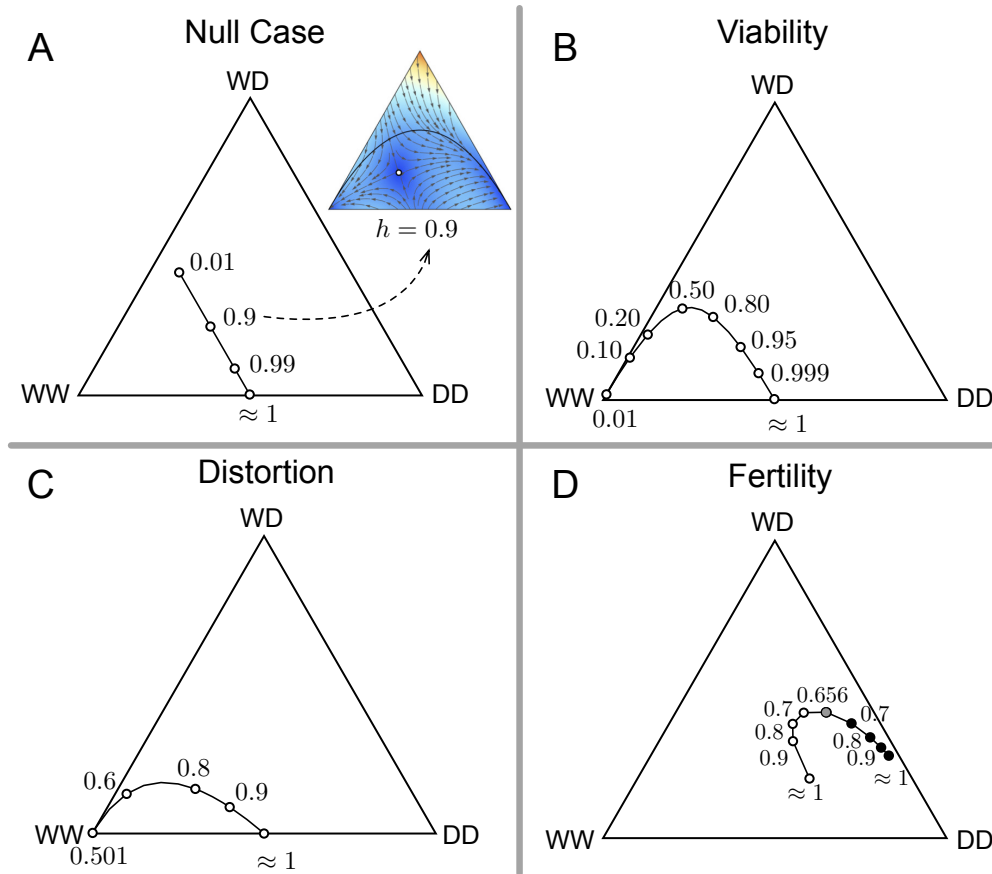 A
Null Case
WD
h = 0.9
0.01
0.9
0.99
WW
DD
≈ 1
B
Viability
WD
0.50
0.80
0.20
0.95
0.10
0.999
WW
DD
0.01
≈ 1
C
Distortion
WD
0.6
0.8
0.9
WW
DD
0.501
≈ 1
D
Fertility
WD
0.656
0.7
0.7
0.8
0.8
0.9
0.9
≈ 1
≈ 1
WW
DD